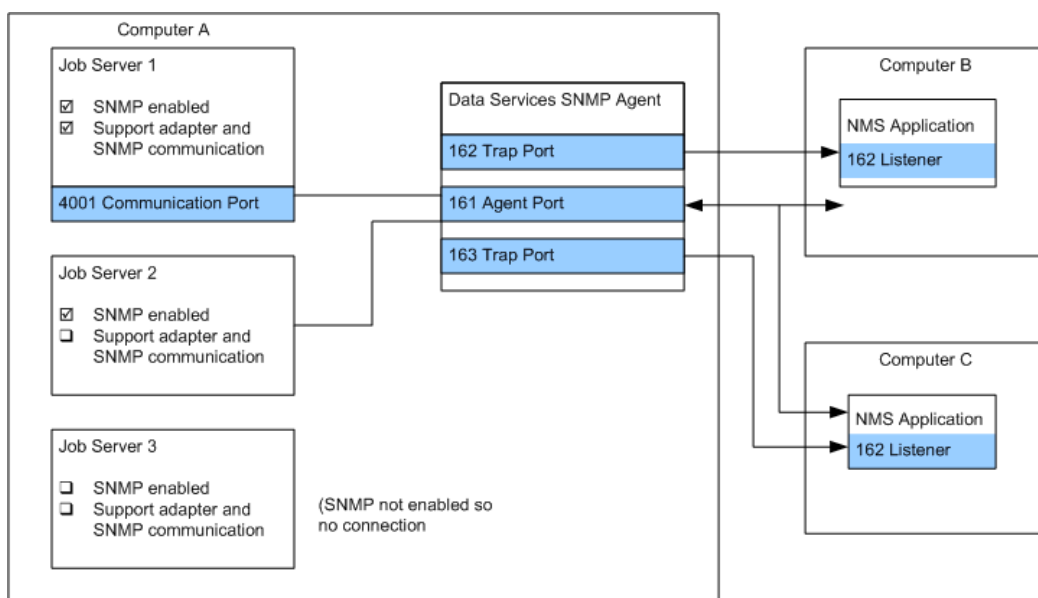 Computer A
Job Server 1
SNMP enabled
Support adapter and
SNMP communication
4001 Communication Port
Job Server 2
SNMP enabled
Support adapter and
SNMP communication
Job Server 3
SNMP enabled
Support adapter and
SNMP communication
(SNMP not enabled so
no connection
Data Services SNMP Agent
162 Trap Port
161 Agent Port
163 Trap Port
Computer B
NMS Application
162 Listener
Computer C
NMS Application
162 Listener